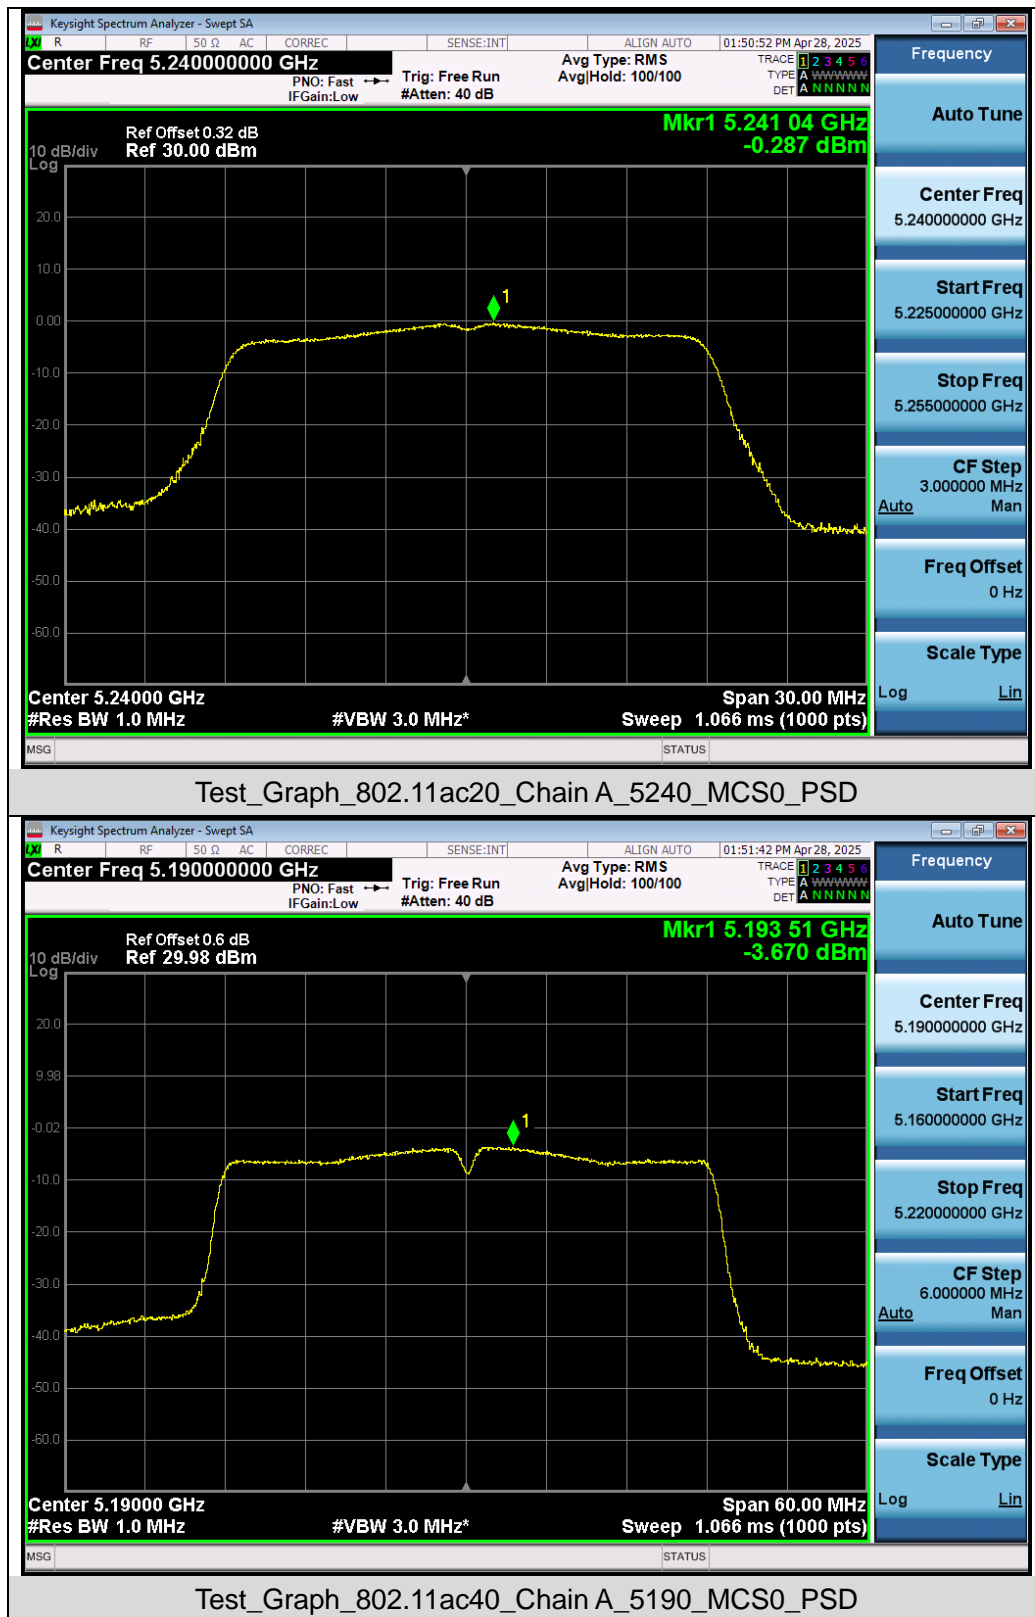 Keysight Spectrum Analyzer - Swept SA
LXI R RF 50 Ω AC CORREC SENSE:INT ALIGN AUTO 01:50:52 PM Apr 28, 2025
Center Freq 5.240000000 GHz
PNO: Fast
IFGain:Low
Trig: Free Run
#Atten: 40 dB
Avg Type: RMS
Avg|Hold: 100/100
TRACE 1 2 3 4 5 6
TYPE A WWWWW
DET A N N N N N
Ref Offset 0.32 dB
10 dB/div Ref 30.00 dBm
Log
Mkr1 5.241 04 GHz
-0.287 dBm
20.0
10.0
0.00
-10.0
-20.0
-30.0
-40.0
-50.0
-60.0
1
Center 5.24000 GHz Span 30.00 MHz
#Res BW 1.0 MHz #VBW 3.0 MHz* Sweep 1.066 ms (1000 pts)
MSG STATUS
Frequency
Auto Tune
Center Freq
5.240000000 GHz
Start Freq
5.225000000 GHz
Stop Freq
5.255000000 GHz
CF Step
3.000000 MHz
Auto Man
Freq Offset
0 Hz
Scale Type
Log Lin
Test_Graph_802.11ac20_Chain A_5240_MCS0_PSD
Keysight Spectrum Analyzer - Swept SA
LXI R RF 50 Ω AC CORREC SENSE:INT ALIGN AUTO 01:51:42 PM Apr 28, 2025
Center Freq 5.190000000 GHz
PNO: Fast
IFGain:Low
Trig: Free Run
#Atten: 40 dB
Avg Type: RMS
Avg|Hold: 100/100
TRACE 1 2 3 4 5 6
TYPE A WWWWW
DET A N N N N N
Ref Offset 0.6 dB
10 dB/div Ref 29.98 dBm
Log
Mkr1 5.193 51 GHz
-3.670 dBm
20.0
9.98
-0.02
-10.0
-20.0
-30.0
-40.0
-50.0
-60.0
1
Center 5.19000 GHz Span 60.00 MHz
#Res BW 1.0 MHz #VBW 3.0 MHz* Sweep 1.066 ms (1000 pts)
MSG STATUS
Frequency
Auto Tune
Center Freq
5.190000000 GHz
Start Freq
5.160000000 GHz
Stop Freq
5.220000000 GHz
CF Step
6.000000 MHz
Auto Man
Freq Offset
0 Hz
Scale Type
Log Lin
Test_Graph_802.11ac40_Chain A_5190_MCS0_PSD